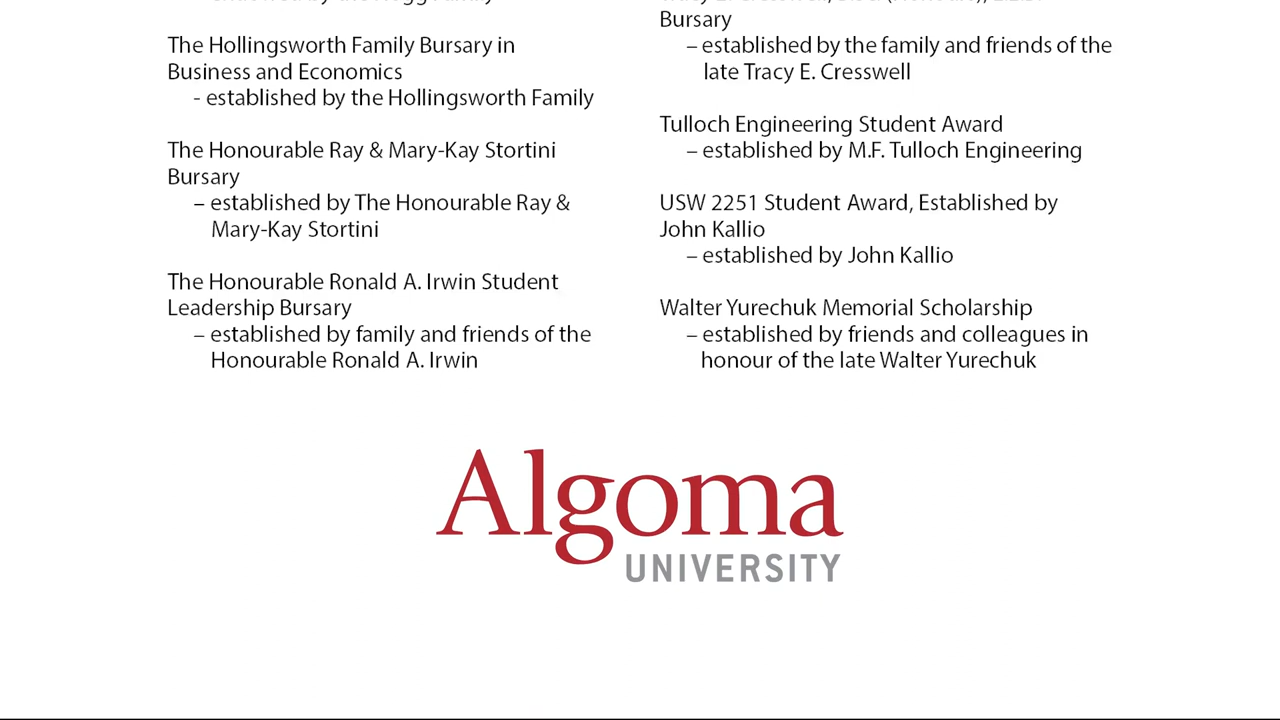 The Hollingsworth Family Bursary in
Business and Economics
- established by the Hollingsworth Family
The Honourable Ray & Mary-Kay Stortini
Bursary
– established by The Honourable Ray &
Mary-Kay Stortini
The Honourable Ronald A. Irwin Student
Leadership Bursary
– established by family and friends of the
Honourable Ronald A. Irwin
Bursary
– established by the family and friends of the
late Tracy E. Cresswell
Tulloch Engineering Student Award
– established by M.F. Tulloch Engineering
USW 2251 Student Award, Established by
John Kallio
– established by John Kallio
Walter Yurechuk Memorial Scholarship
– established by friends and colleagues in
honour of the late Walter Yurechuk
Algoma
UNIVERSITY